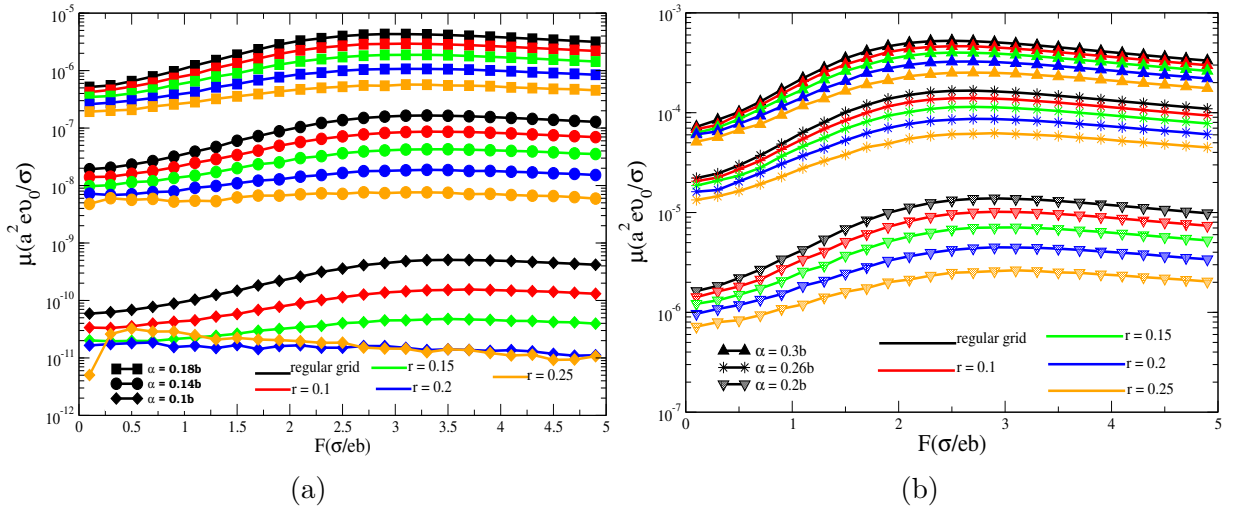 10^-5
10^-6
10^-7
10^-8
10^-9
10^-10
10^-11
10^-12
μ(a^2 eυ_0/σ)
0 0.5 1 1.5 2 2.5 3 3.5 4 4.5 5
F(σ/eb)
α = 0.18b
α = 0.14b
α = 0.1b
regular grid
r = 0.1
r = 0.15
r = 0.2
r = 0.25
(a)
10^-3
10^-4
10^-5
10^-6
10^-7
μ(a^2 eυ_0/σ)
0 1 2 3 4 5
F(σ/eb)
α = 0.3b
α = 0.26b
α = 0.2b
regular grid
r = 0.1
r = 0.15
r = 0.2
r = 0.25
(b)